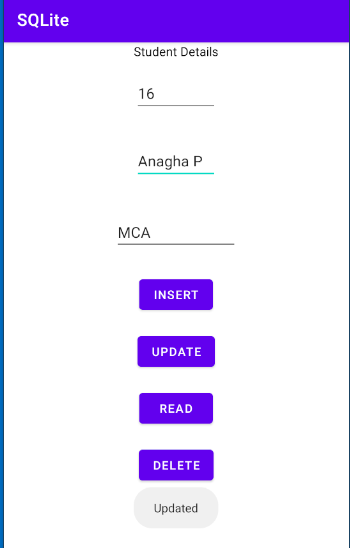 SQLite
Student Details
16
Anagha P
MCA
INSERT
UPDATE
READ
DELETE
Updated